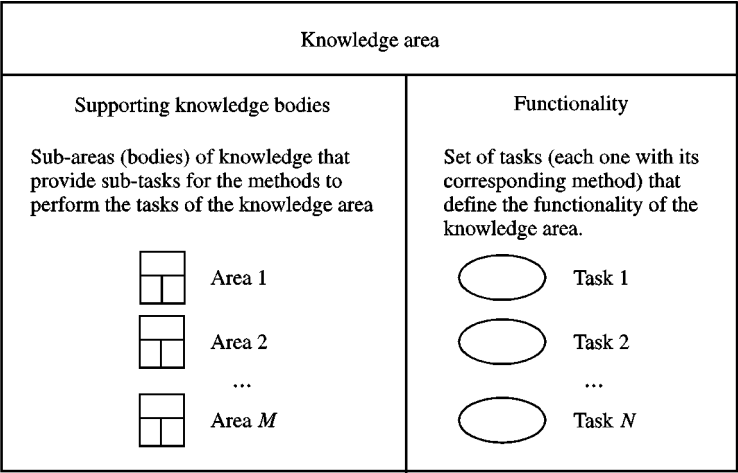 Knowledge area
Supporting knowledge bodies
Sub-areas (bodies) of knowledge that
provide sub-tasks for the methods to
perform the tasks of the knowledge area
Area 1
Area 2
...
Area M
Functionality
Set of tasks (each one with its
corresponding method) that
define the functionality of the
knowledge area.
Task 1
Task 2
...
Task N